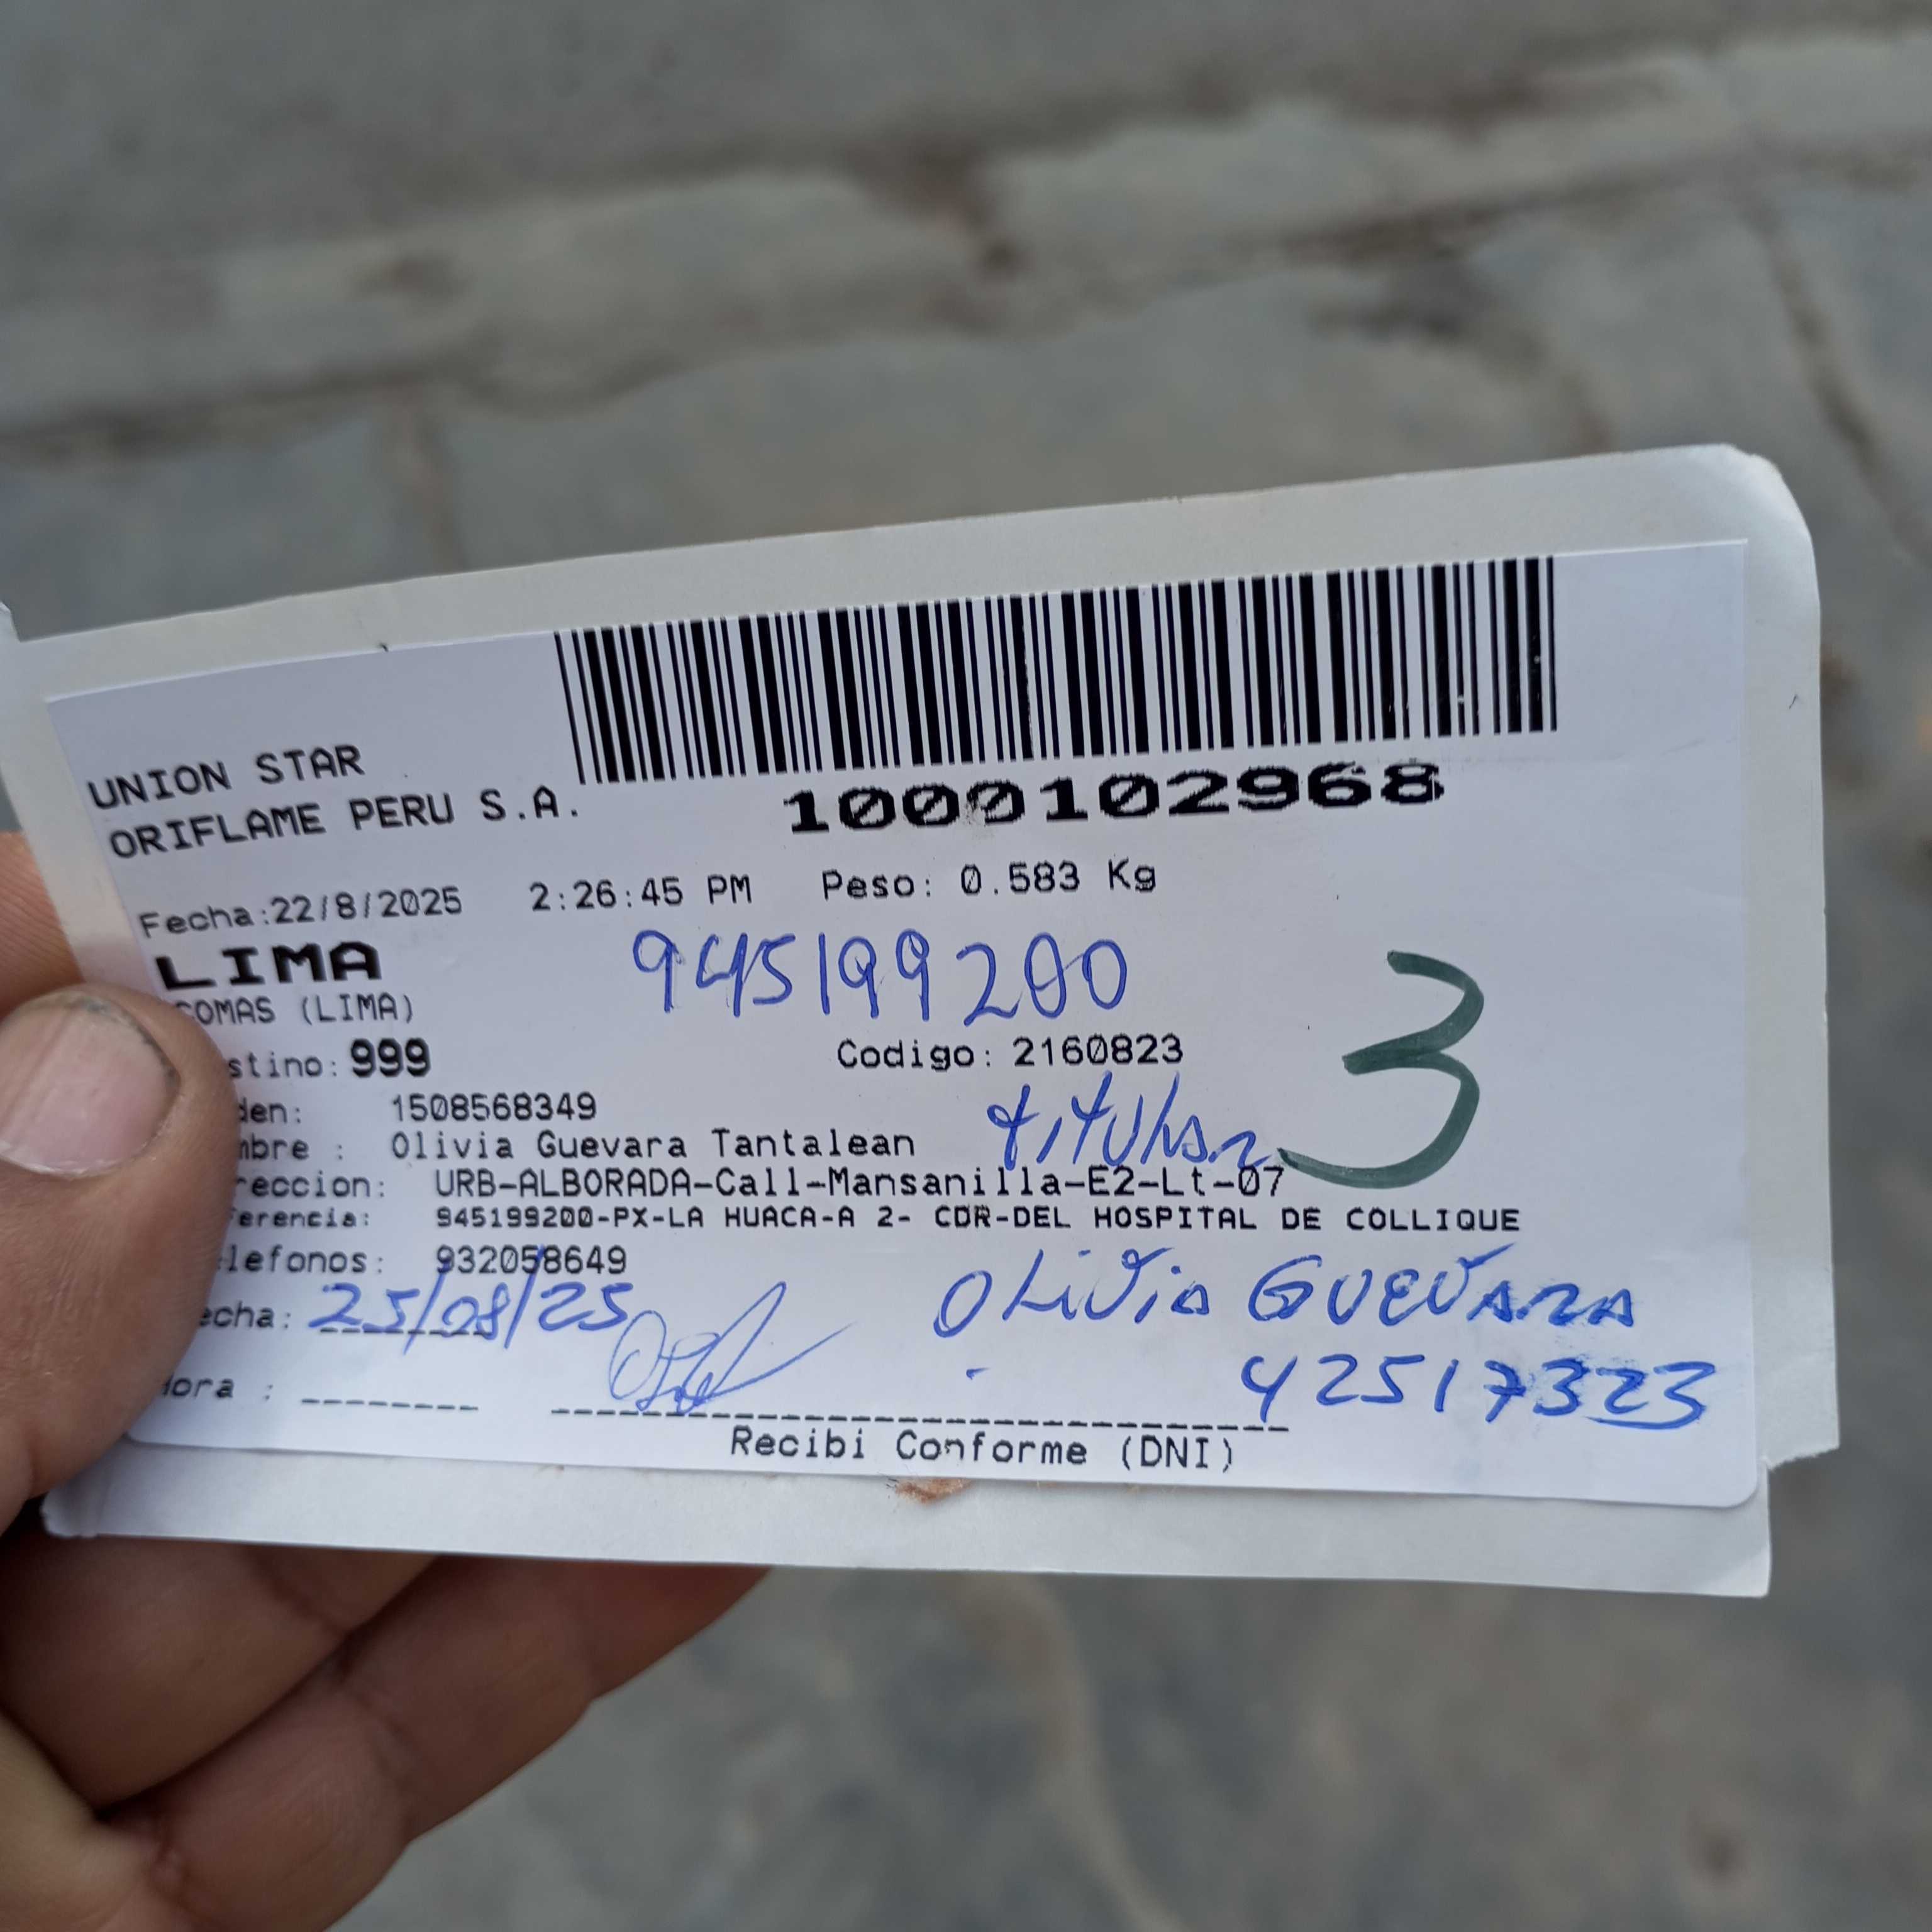 UNION STAR
ORIFLAME PERU S.A.
1000102968
Fecha:22/8/2025 2:26:45 PM Peso: 0.583 Kg
LIMA
945199200
COMAS (LIMA)
3
stino: 999 Codigo: 2160823
den: 1508568349
titular
mbre : Olivia Guevara Tantalean
reccion: URB-ALBORADA-Call-Mansanilla-E2-Lt-07
ferencia: 945199200-PX-LA HUACA-A 2- CDR-DEL HOSPITAL DE COLLIQUE
lefonos: 932058649
Olivia GUEVARA
echa: 25/08/25
42517323
Hora : --------
Recibi Conforme (DNI)